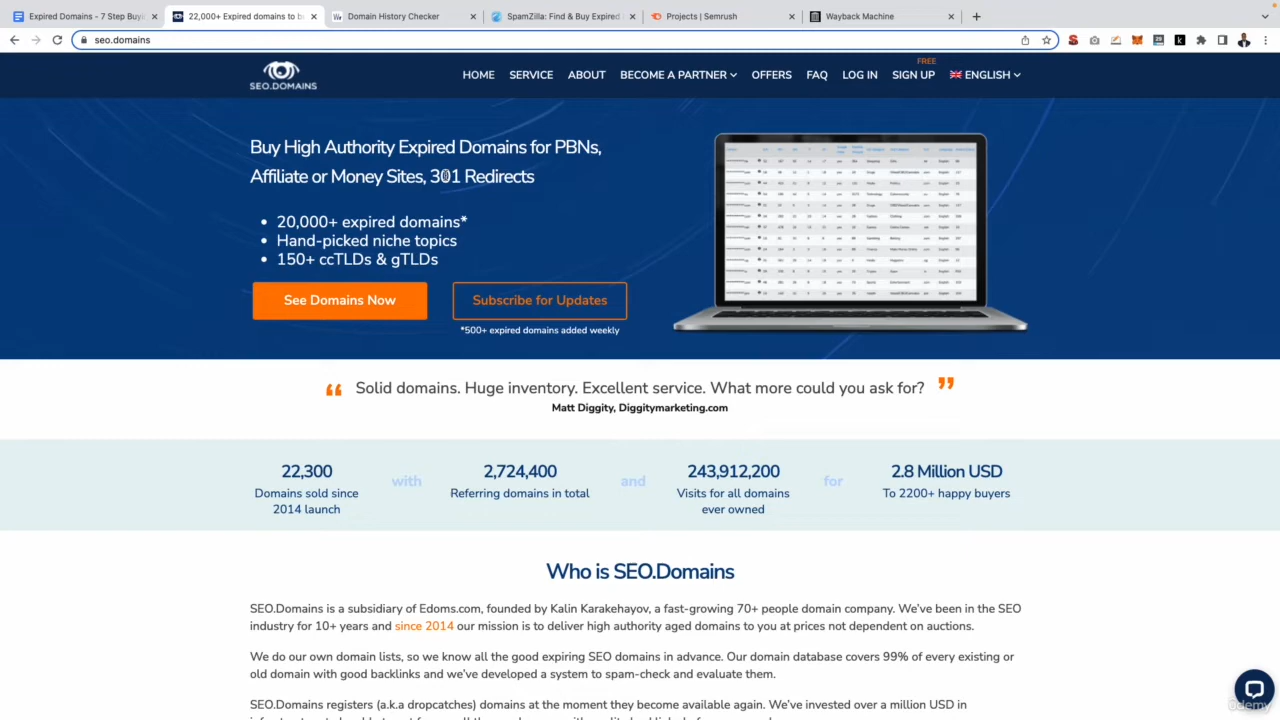 Expired Domains - 7 Step Buyi
22,000+ Expired domains to b
Domain History Checker
SpamZilla: Find & Buy Expired
Projects | Semrush
Wayback Machine
seo.domains
SEO.DOMAINS
HOME
SERVICE
ABOUT
BECOME A PARTNER
OFFERS
FAQ
LOG IN
FREE
SIGN UP
ENGLISH
Buy High Authority Expired Domains for PBNs,
Affiliate or Money Sites, 301 Redirects
• 20,000+ expired domains*
• Hand-picked niche topics
• 150+ ccTLDs & gTLDs
See Domains Now
Subscribe for Updates
*500+ expired domains added weekly
“ Solid domains. Huge inventory. Excellent service. What more could you ask for? ”
Matt Diggity, Diggitymarketing.com
22,300
Domains sold since
2014 launch
with
2,724,400
Referring domains in total
and
243,912,200
Visits for all domains
ever owned
for
2.8 Million USD
To 2200+ happy buyers
Who is SEO.Domains
SEO.Domains is a subsidiary of Edoms.com, founded by Kalin Karakehayov, a fast-growing 70+ people domain company. We've been in the SEO
industry for 10+ years and since 2014 our mission is to deliver high authority aged domains to you at prices not dependent on auctions.
We do our own domain lists, so we know all the good expiring SEO domains in advance. Our domain database covers 99% of every existing or
old domain with good backlinks and we've developed a system to spam-check and evaluate them.
SEO.Domains registers (a.k.a dropcatches) domains at the moment they become available again. We've invested over a million USD in
Udemy